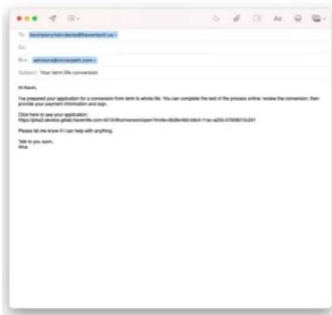 To:
Cc:
Bcc:
Subject: Your term life conversion
Hi Kevin,
I've prepared your application for a conversion from term to whole life. You can complete the rest of the process online: review the conversion, then
provide your payment information and sign.
Click here to see your application:
Please let me know if I can help with anything.
Talk to you soon,
Nina